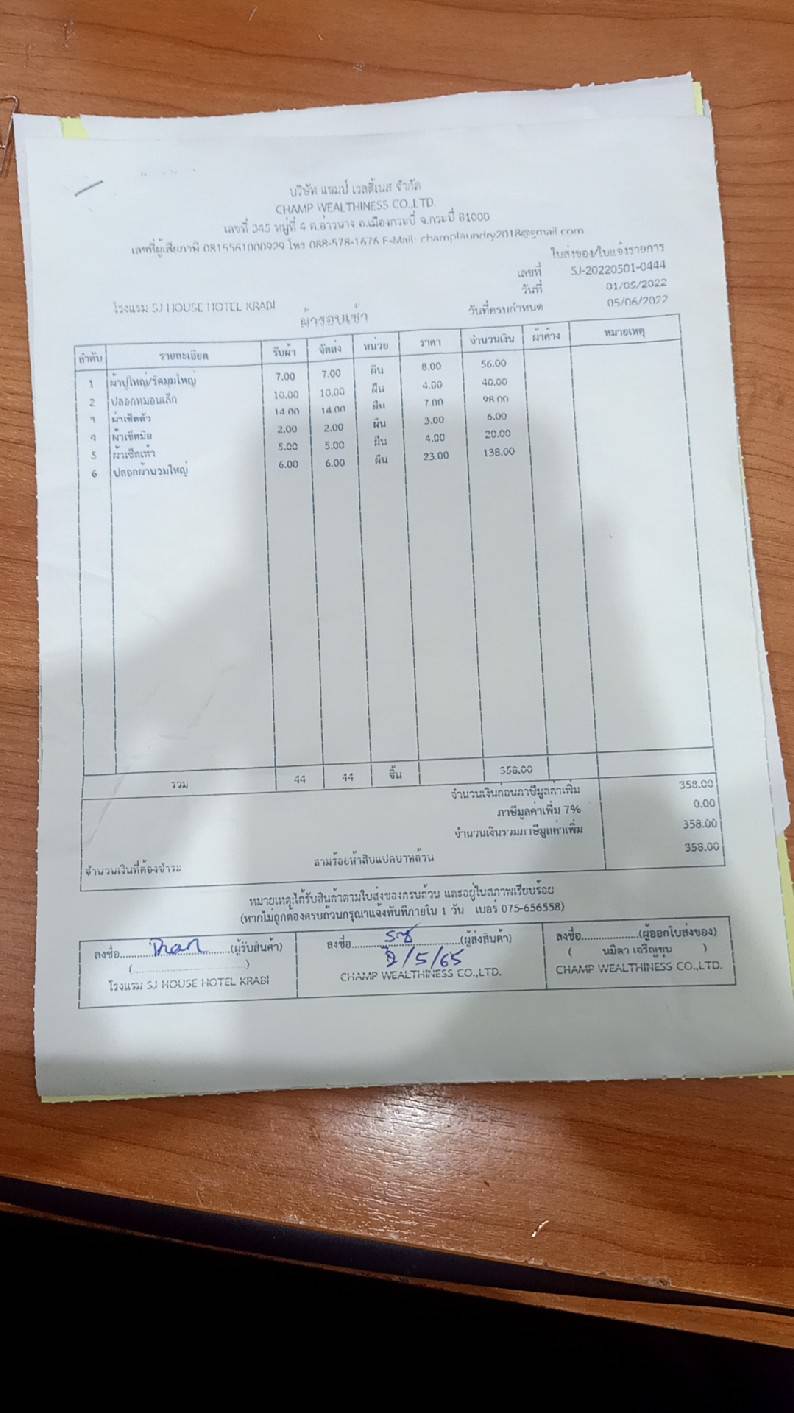 บริษัท แชมป์ เวลตี้เนส จำกัด
CHAMP WEALTHINESS CO.,LTD.
เลขที่ 345 หมู่ที่ 4 ต.อ่าวนาง อ.เมืองกระบี่ จ.กระบี่ 81000
เลขที่ผู้เสียภาษี 0815561000929 โทร 088-578-1676 E-Mail: champlaundry2018@gmail.com
ใบส่งของ/ใบแจ้งรายการ
เลขที่ SJ-20220501-0444
วันที่ 01/05/2022
โรงแรม SJ HOUSE HOTEL KRABI ผ้ารอบเช้า วันที่ครบกำหนด 05/06/2022
ลำดับ รายละเอียด รับผ้า จัดส่ง หน่วย ราคา จำนวนเงิน ผ้าค้าง หมายเหตุ
1 ผ้าปูใหญ่/รัดมุมใหญ่ 7.00 7.00 ผืน 8.00 56.00
2 ปลอกหมอนเล็ก 10.00 10.00 ผืน 4.00 40.00
3 ผ้าเช็ดตัว 14.00 14.00 ผืน 7.00 98.00
4 ผ้าเช็ดมือ 2.00 2.00 ผืน 3.00 6.00
5 ผ้าเช็ดเท้า 5.00 5.00 ผืน 4.00 20.00
6 ปลอกผ้านวมใหญ่ 6.00 6.00 ผืน 23.00 138.00
รวม 44 44 ชิ้น 358.00
จำนวนเงินก่อนภาษีมูลค่าเพิ่ม 358.00
ภาษีมูลค่าเพิ่ม 7% 0.00
จำนวนเงินรวมภาษีมูลค่าเพิ่ม 358.00
จำนวนเงินที่ต้องชำระ สามร้อยห้าสิบแปดบาทถ้วน 358.00
หมายเหตุ:ได้รับสินค้าตามใบส่งของครบถ้วน และอยู่ในสภาพเรียบร้อย
(หากไม่ถูกต้องครบถ้วนกรุณาแจ้งทันทีภายใน 1 วัน เบอร์ 075-656558)
ลงชื่อ.....................(ผู้รับสินค้า) ลงชื่อ.....................(ผู้ส่งสินค้า) ลงชื่อ.....................(ผู้ออกใบส่งของ)
(.....................) /5/65 ( )
โรงแรม SJ HOUSE HOTEL KRABI CHAMP WEALTHINESS CO.,LTD. CHAMP WEALTHINESS CO.,LTD.